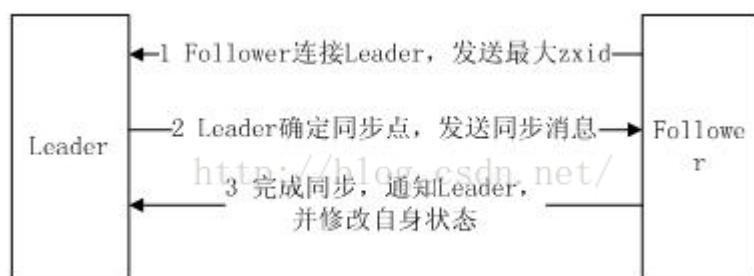 1 Follower连接Leader，发送最大zxid
2 Leader确定同步点，发送同步消息
Leader
Followe
r
http://blog.csdn.net/
3 完成同步，通知Leader，
并修改自身状态